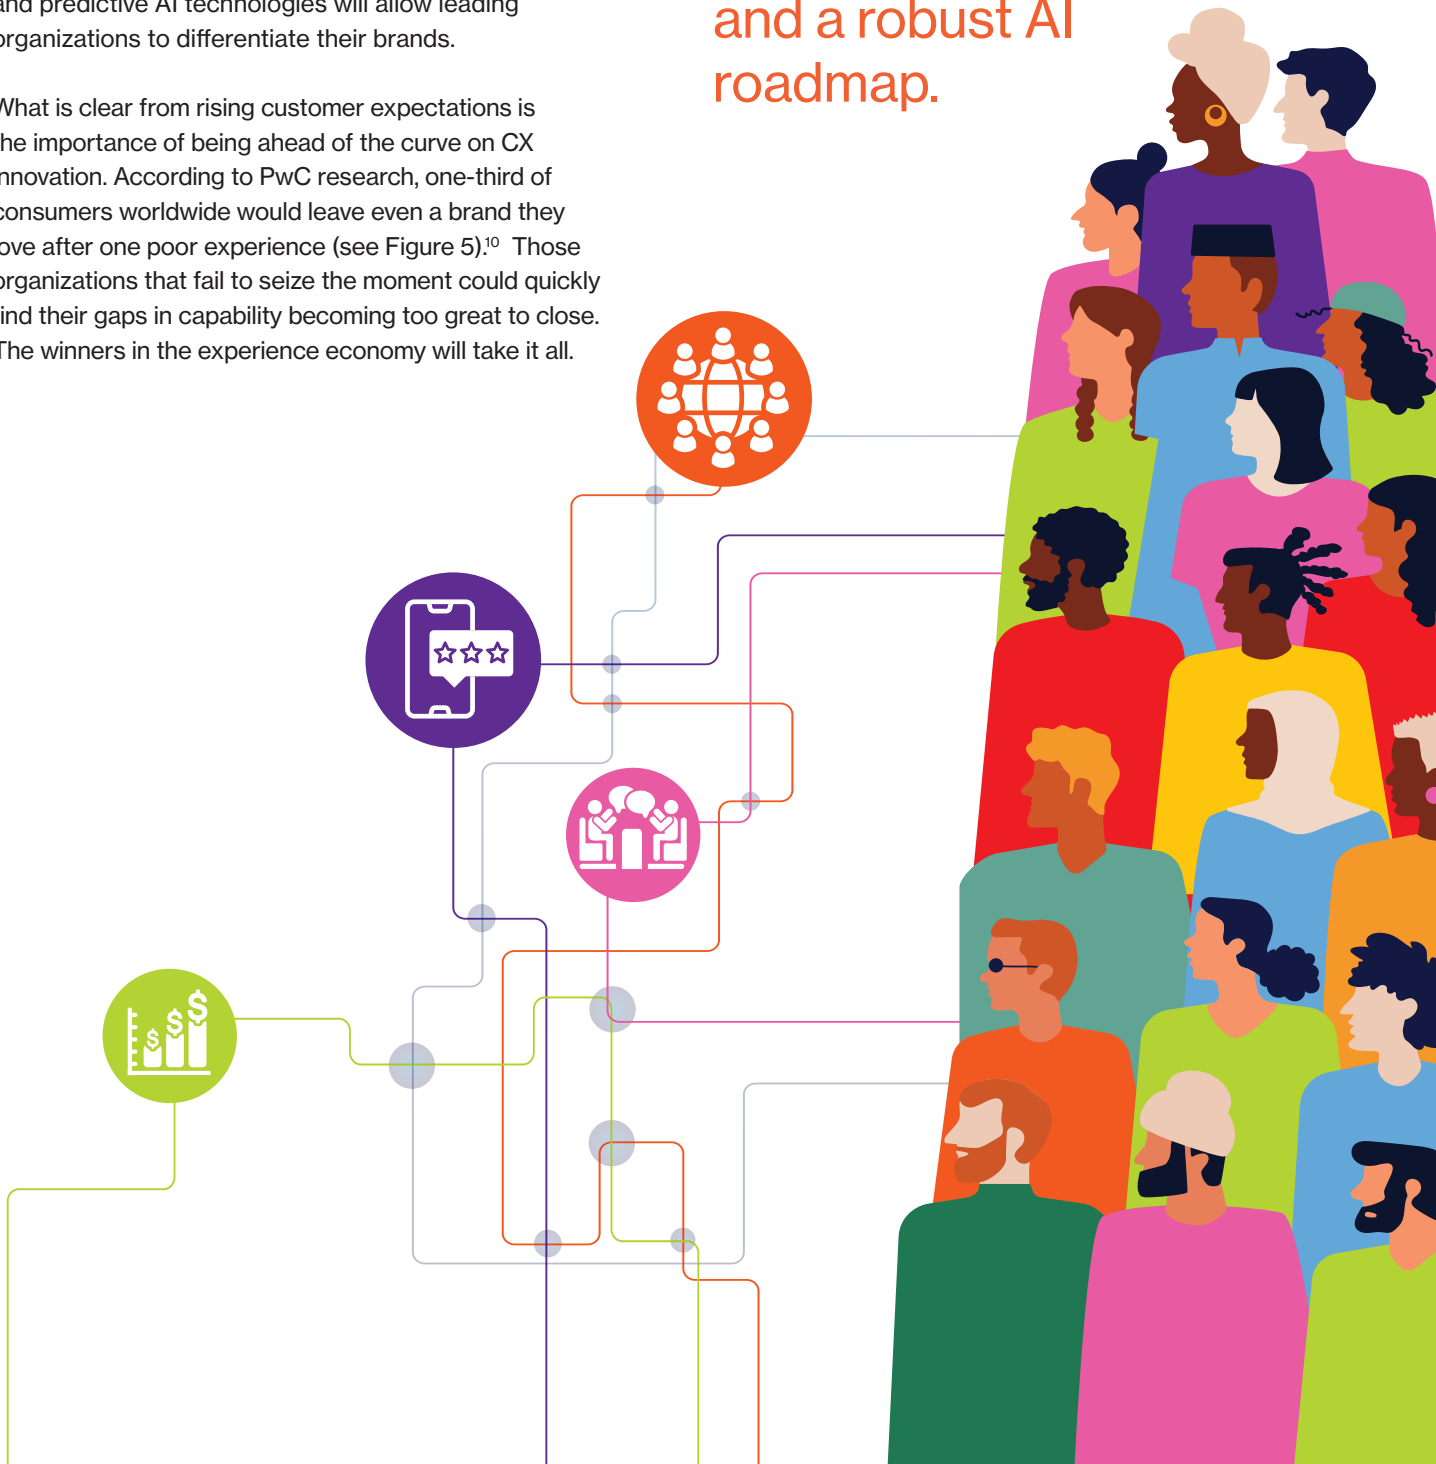 and predictive AI technologies will allow leading
organizations to differentiate their brands.
What is clear from rising customer expectations is
the importance of being ahead of the curve on CX
innovation. According to PwC research, one-third of
consumers worldwide would leave even a brand they
love after one poor experience (see Figure 5).¹⁰ Those
organizations that fail to seize the moment could quickly
find their gaps in capability becoming too great to close.
The winners in the experience economy will take it all.
and a robust AI
roadmap.
$ $ $